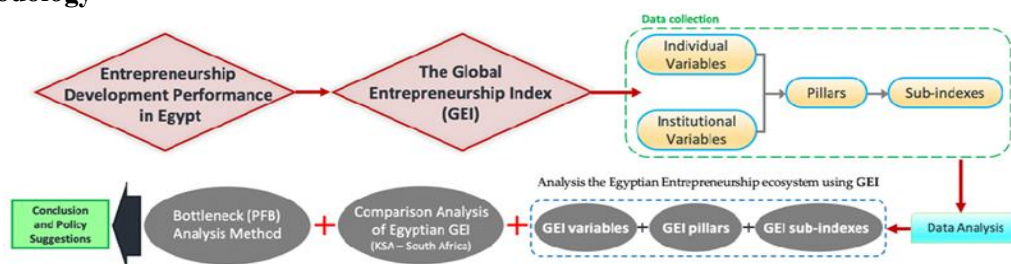 Data collection
Entrepreneurship
Development Performance
in Egypt
The Global
Entrepreneurship Index
(GEI)
Individual
Variables
Institutional
Variables
Pillars
Sub-indexes
Analysis the Egyptian Entrepreneurship ecosystem using GEI
Conclusion
and Policy
Suggestions
Bottleneck (PFB)
Analysis Method
+
Comparison Analysis
of Egyptian GEI
(KSA – South Africa)
+
GEI variables + GEI pillars + GEI sub-indexes
Data Analysis